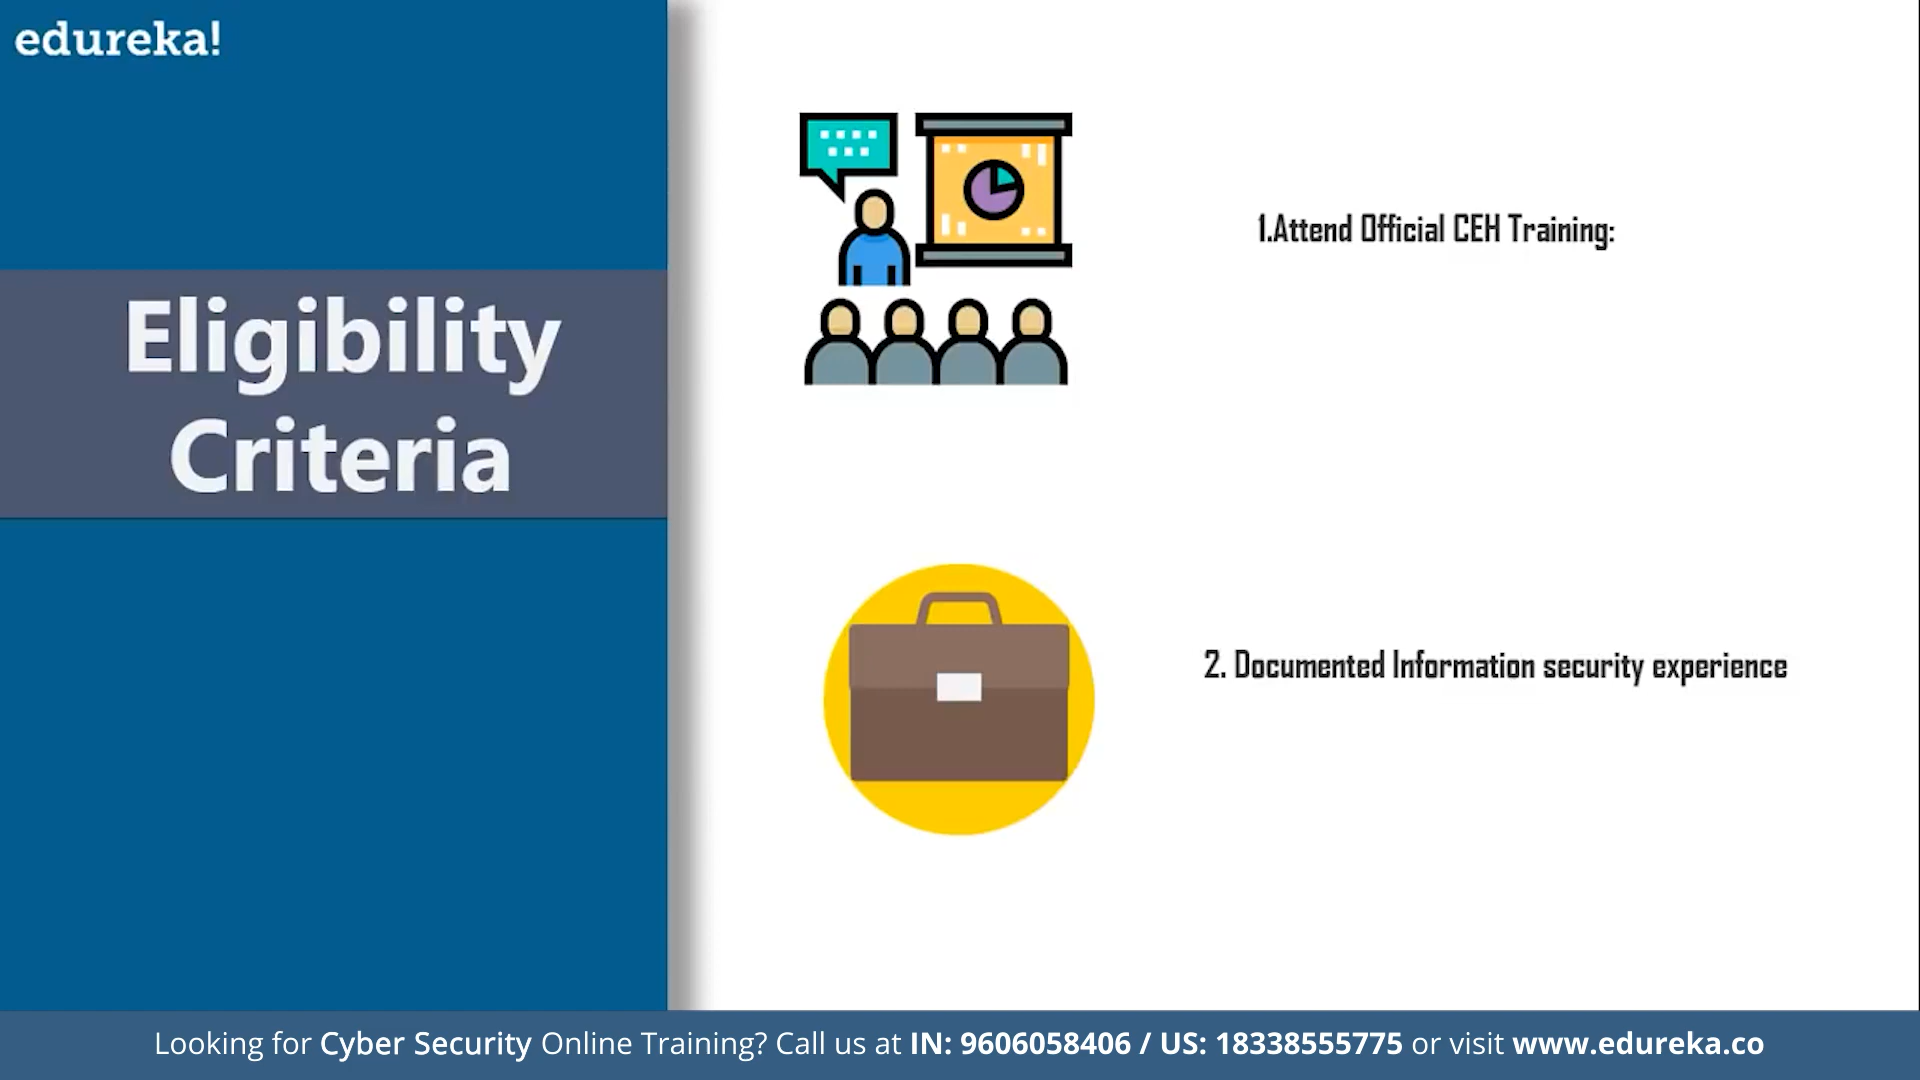 edureka!
Eligibility
Criteria
1.Attend Official CEH Training:
2. Documented Information security experience
Looking for Cyber Security Online Training? Call us at IN: 9606058406 / US: 18338555775 or visit www.edureka.co